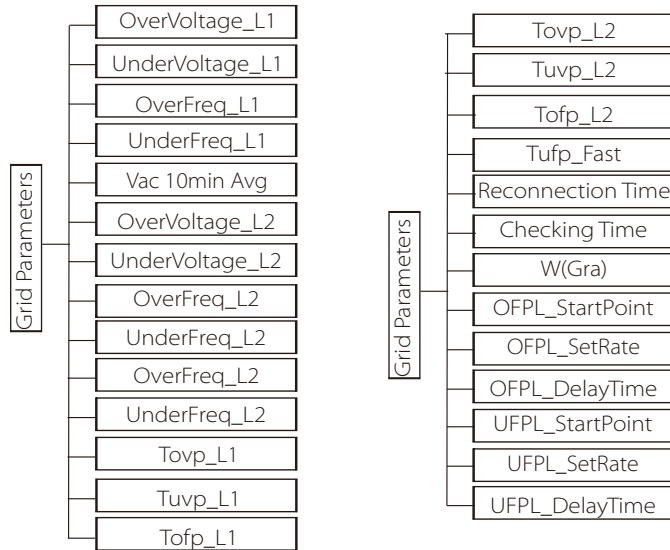 Grid Parameters
OverVoltage_L1
UnderVoltage_L1
OverFreq_L1
UnderFreq_L1
Vac 10min Avg
OverVoltage_L2
UnderVoltage_L2
OverFreq_L2
UnderFreq_L2
OverFreq_L2
UnderFreq_L2
Tovp_L1
Tuvp_L1
Tofp_L1
Grid Parameters
Tovp_L2
Tuvp_L2
Tofp_L2
Tufp_Fast
Reconnection Time
Checking Time
W(Gra)
OFPL_StartPoint
OFPL_SetRate
OFPL_DelayTime
UFPL_StartPoint
UFPL_SetRate
UFPL_DelayTime